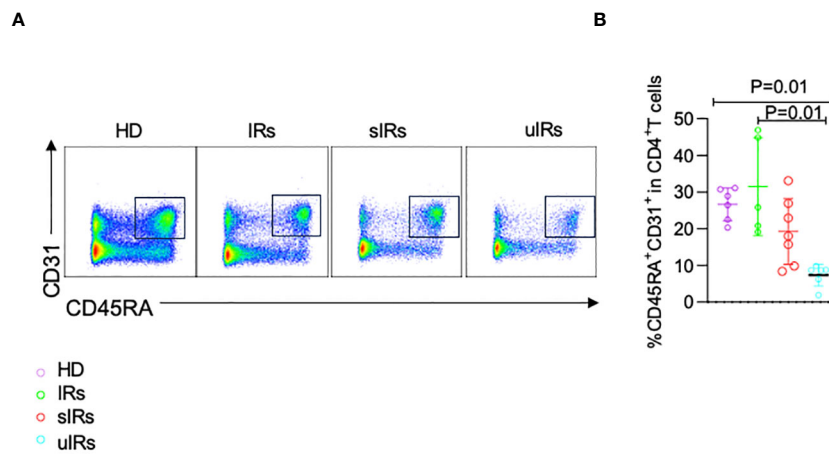 A
B
HD IRs sIRs uIRs
CD31
CD45RA
HD
IRs
sIRs
uIRs
P=0.01
P=0.01
%CD45RA⁺CD31⁺ in CD4⁺T cells
50
40
30
20
10
0